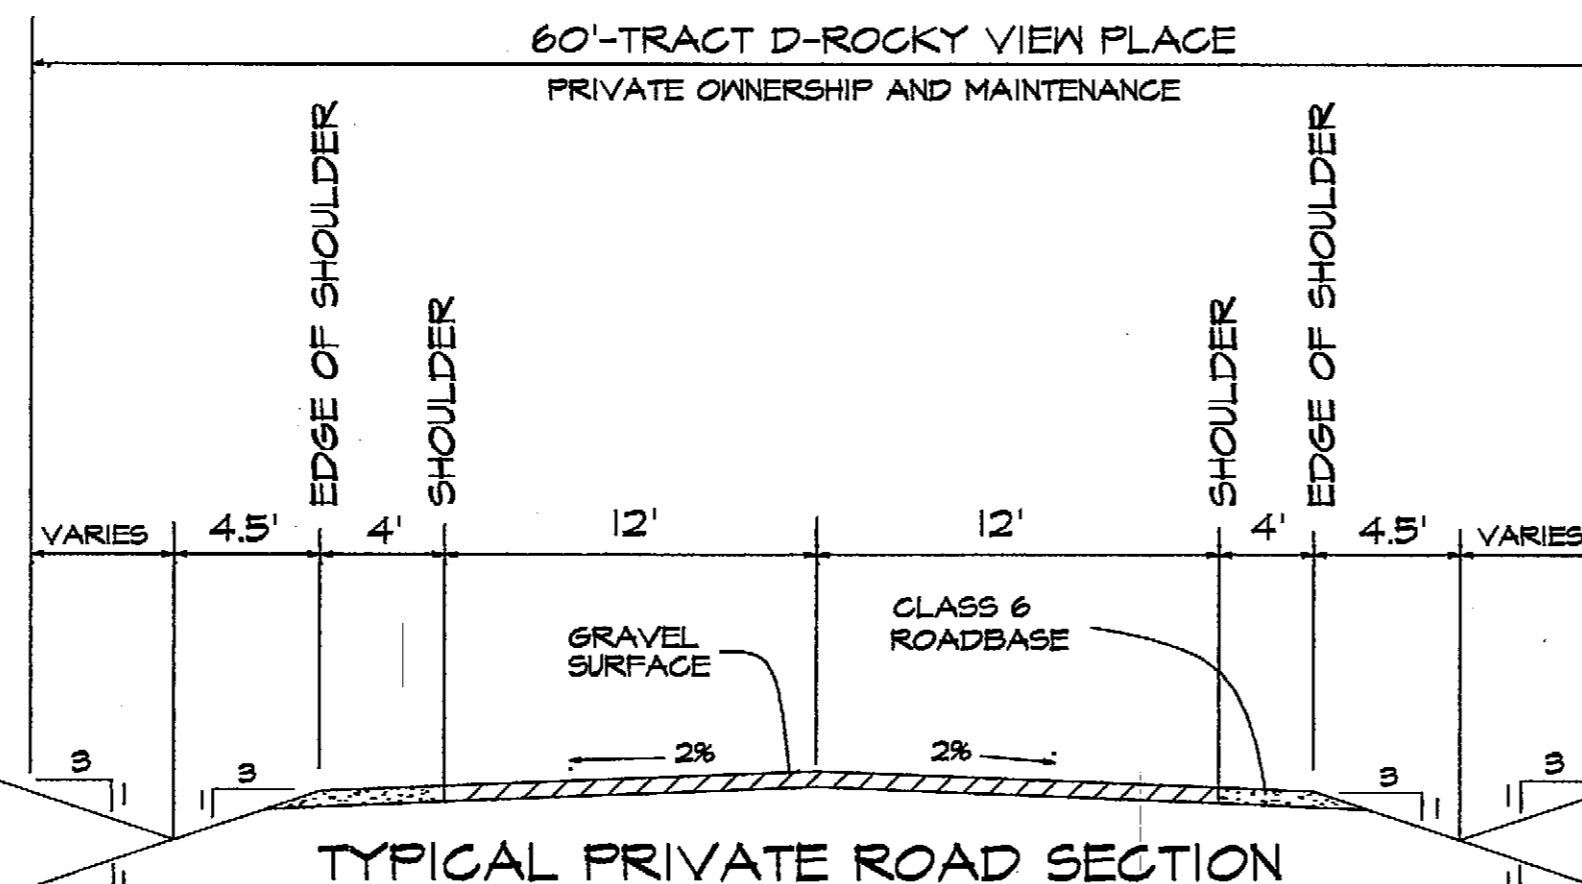 60'-TRACT D-ROCKY VIEW PLACE
PRIVATE OWNERSHIP AND MAINTENANCE
EDGE OF SHOULDER
SHOULDER
SHOULDER
EDGE OF SHOULDER
VARIES 4.5' 4' 12' 12' 4' 4.5' VARIES
GRAVEL
SURFACE
CLASS 6
ROADBASE
2% 2%
3 3 3 3
1 1 1 1
TYPICAL PRIVATE ROAD SECTION
1 1